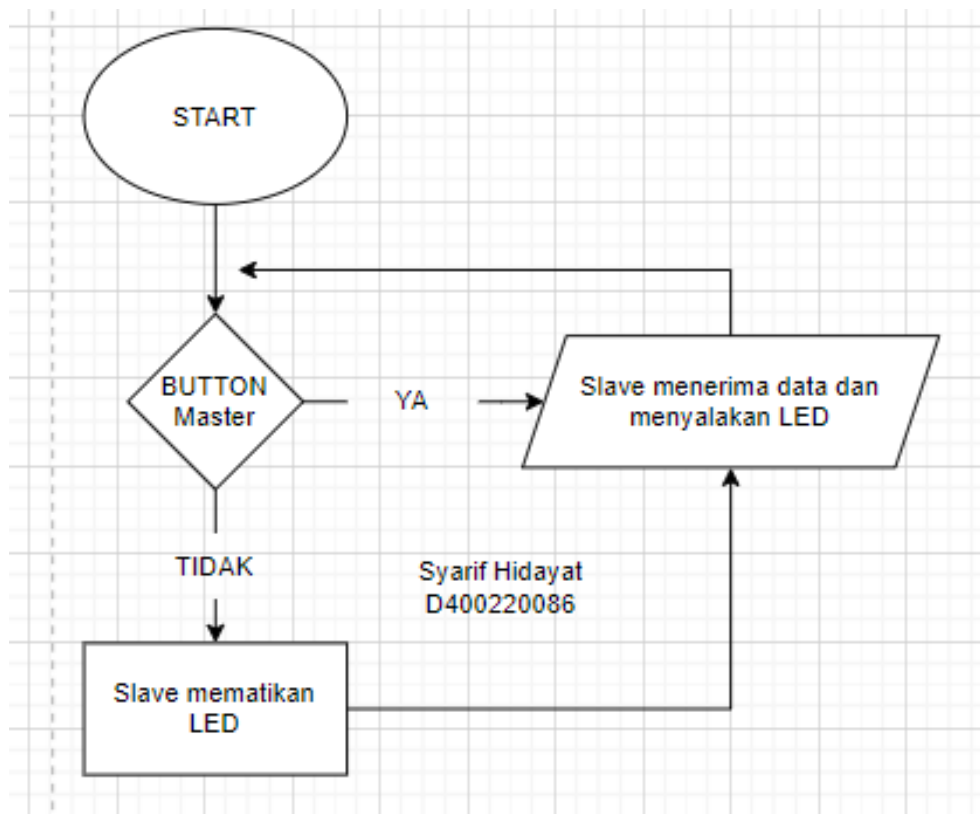 START
BUTTON
Master
YA
Slave menerima data dan
menyalakan LED
TIDAK
Syarif Hidayat
D400220086
Slave mematikan
LED